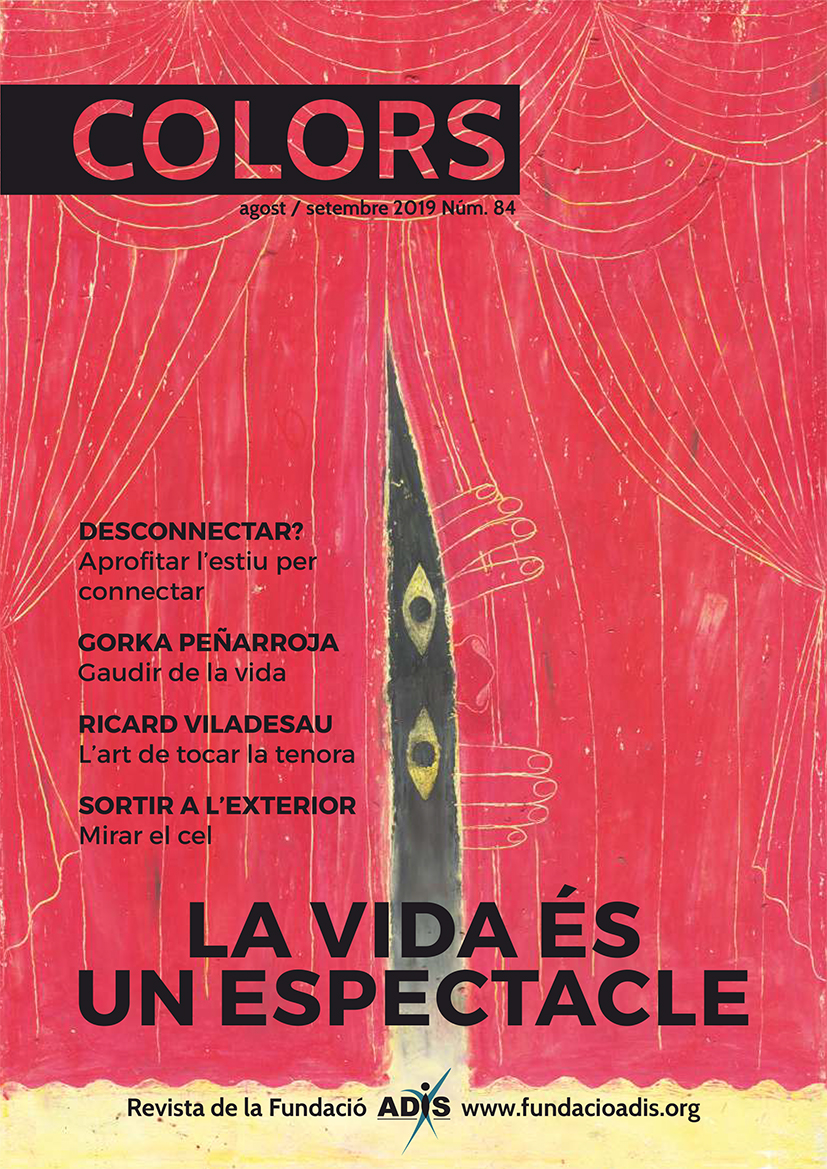 COLORS
agost / setembre 2019 Núm. 84
DESCONNECTAR?
Aprofitar l’estiu per
connectar
GORKA PEÑARROJA
Gaudir de la vida
RICARD VILADESAU
L’art de tocar la tenora
SORTIR A L’EXTERIOR
Mirar el cel
LA VIDA ÉS
UN ESPECTACLE
Revista de la Fundació ADiS www.fundacioadis.org